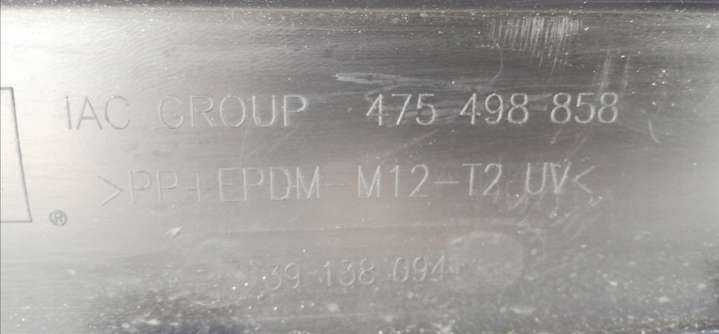 IAC GROUP 475 498 858
>PP+EPDM-M12-T2 UV<
®
39 138 094